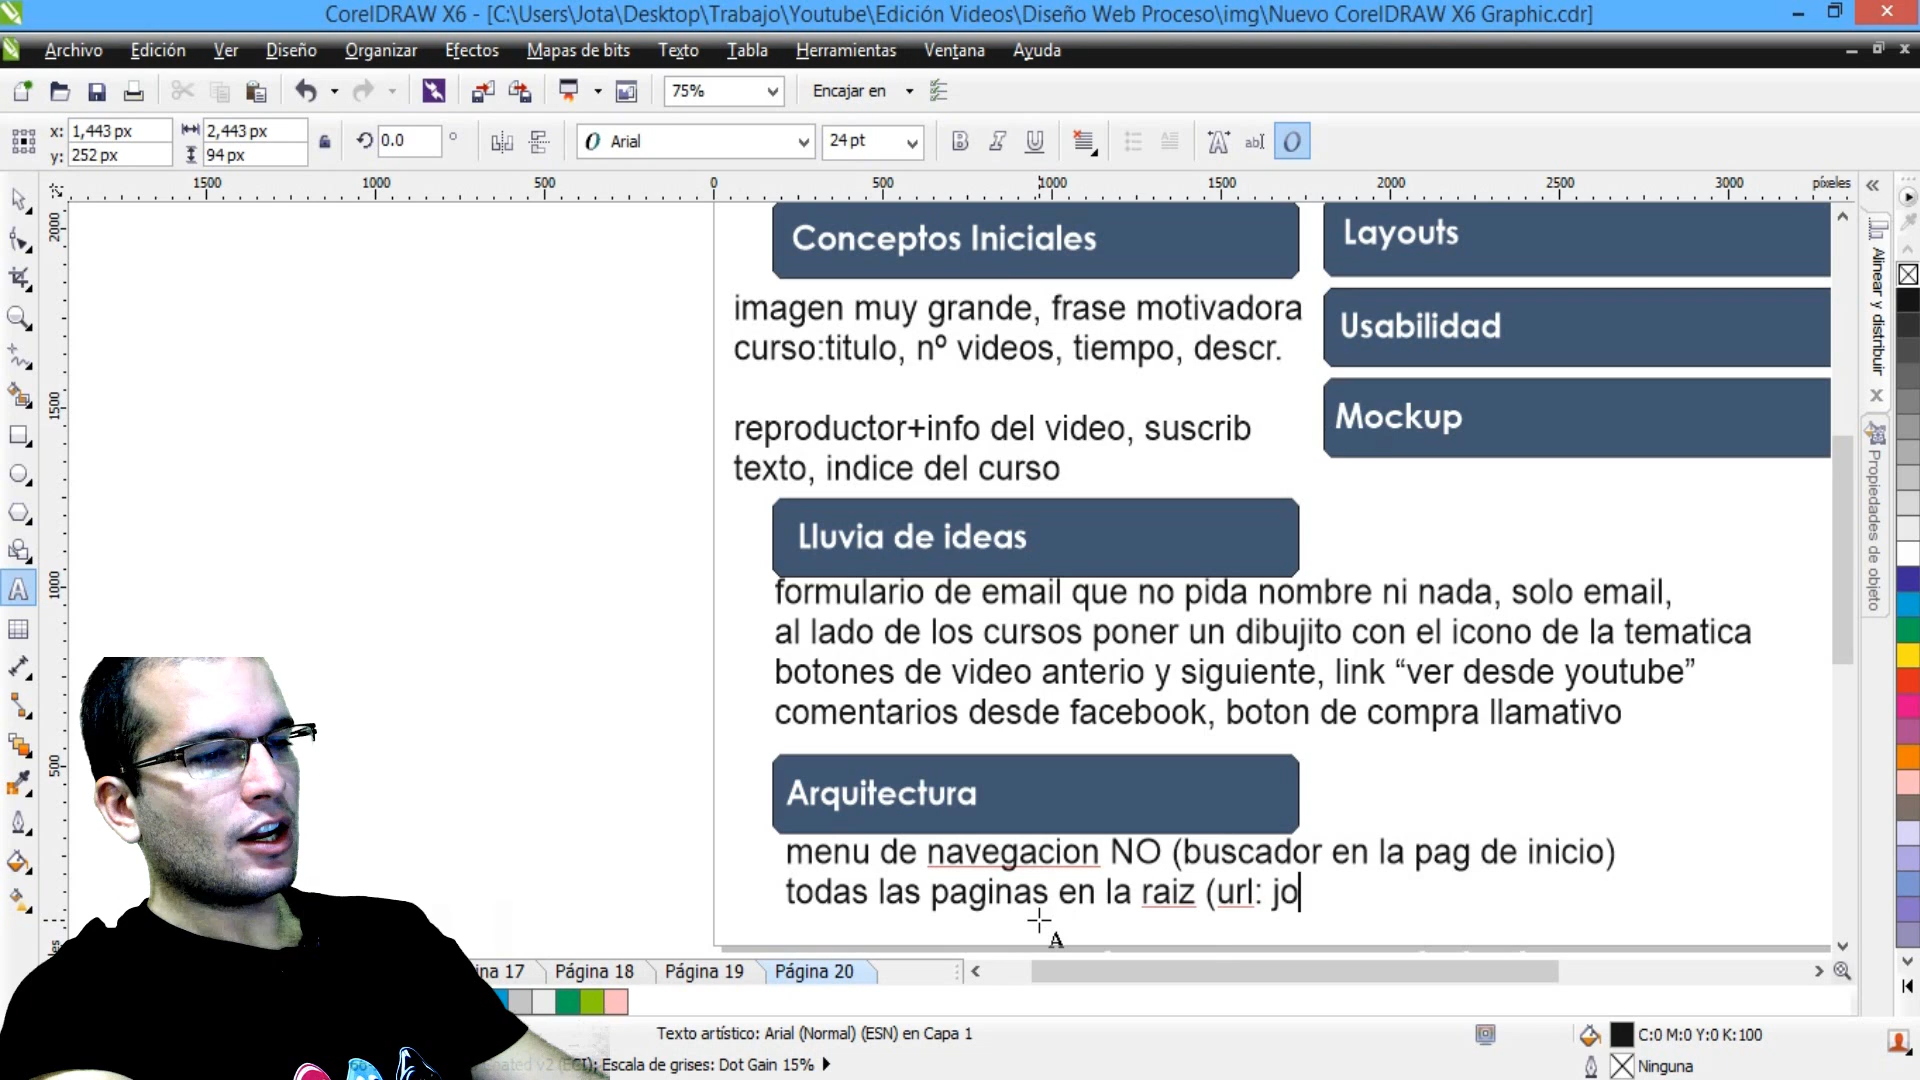 CorelDRAW X6 - [C:\Users\Jota\Desktop\Trabajo\Youtube\Edición Videos\Diseño Web Proceso\img\Nuevo CorelDRAW X6 Graphic.cdr]
Archivo Edición Ver Diseño Organizar Efectos Mapas de bits Texto Tabla Herramientas Ventana Ayuda
75% Encajar en
x: 1,443 px 2,443 px 0.0 ° Arial 24 pt
y: 252 px 94 px
1500 1000 500 0 500 1000 1500 2000 2500 3000 píxeles
2000
1500
1000
500
Conceptos Iniciales
imagen muy grande, frase motivadora
curso:titulo, nº videos, tiempo, descr.
reproductor+info del video, suscrib
texto, indice del curso
Layouts
Usabilidad
Mockup
Lluvia de ideas
formulario de email que no pida nombre ni nada, solo email,
al lado de los cursos poner un dibujito con el icono de la tematica
botones de video anterio y siguiente, link “ver desde youtube”
comentarios desde facebook, boton de compra llamativo
Arquitectura
menu de navegacion NO (buscador en la pag de inicio)
todas las paginas en la raiz (url: jo
Alinear y distribuir
Propiedades de objeto
na 17 Página 18 Página 19 Página 20
Texto artístico: Arial (Normal) (ESN) en Capa 1
C:0 M:0 Y:0 K:100
(ECI); Escala de grises: Dot Gain 15%
Ninguna